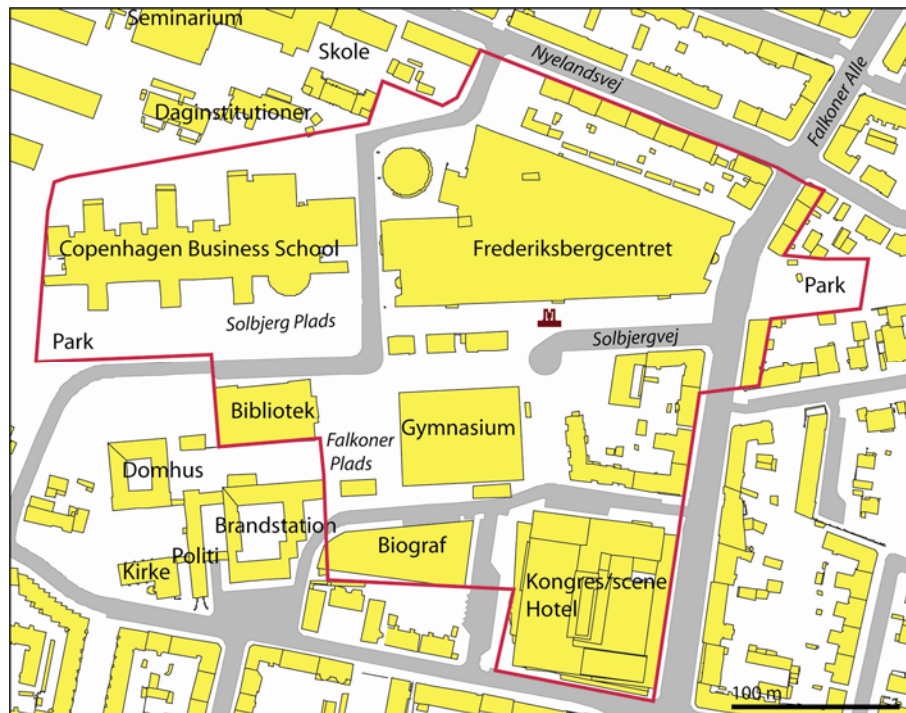 Seminarium
Skole
Nyelandsvej
Falkoner Alle
Daginstitutioner
Copenhagen Business School
Frederiksbergcentret
Park
Solbjerg Plads
M
Solbjergvej
Park
Bibliotek
Gymnasium
Falkoner
Plads
Domhus
Brandstation
Biograf
Politi
Kirke
Kongres/scene
Hotel
100 m